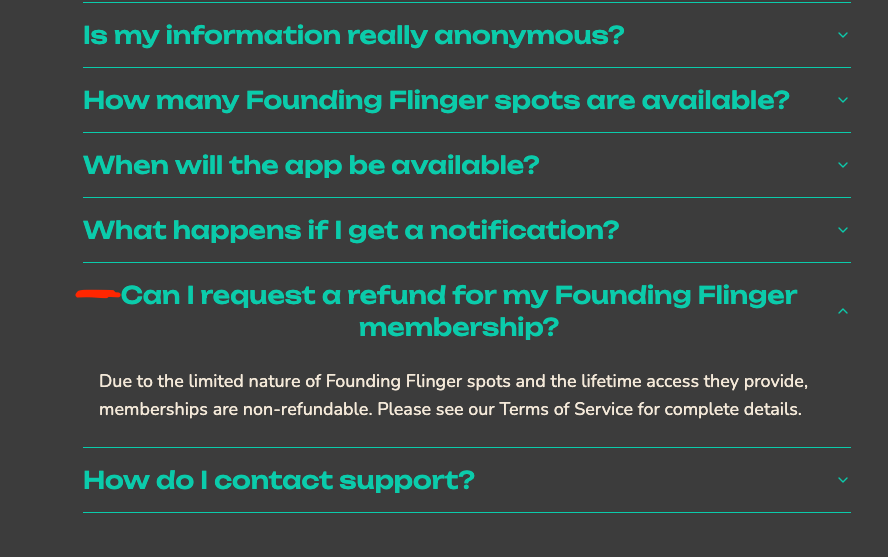 Is my information really anonymous?
How many Founding Flinger spots are available?
When will the app be available?
What happens if I get a notification?
Can I request a refund for my Founding Flinger
membership?
Due to the limited nature of Founding Flinger spots and the lifetime access they provide,
memberships are non-refundable. Please see our Terms of Service for complete details.
How do I contact support?